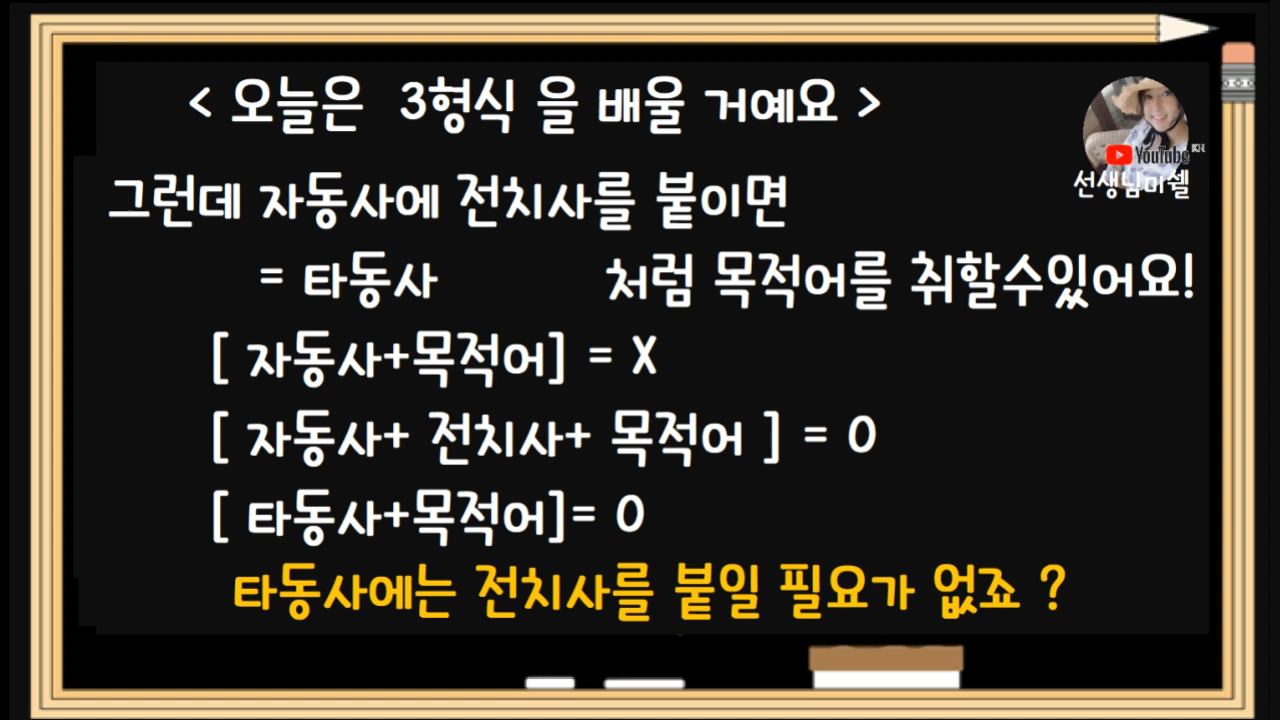 < 오늘은 3형식 을 배울 거예요 >
YouTube KR
선생님미쉘
그런데 자동사에 전치사를 붙이면
= 타동사 처럼 목적어를 취할수있어요!
[ 자동사+목적어] = X
[ 자동사+ 전치사+ 목적어 ] = O
[ 타동사+목적어]= O
타동사에는 전치사를 붙일 필요가 없죠 ?